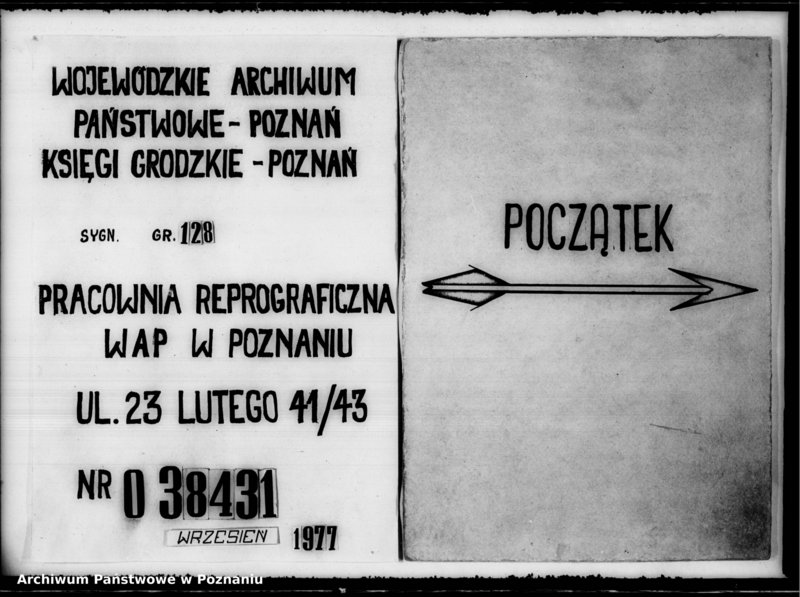 WOJEWÓDZKIE ARCHIWUM
PAŃSTWOWE - POZNAŃ
KSIĘGI GRODZKIE - POZNAŃ
SYGN. GR. 128
PRACOWNIA REPROGRAFICZNA
WAP W POZNANIU
UL. 23 LUTEGO 41/43
NR 0 38431
WRZESIEŃ 1977
POCZĄTEK
Archiwum Państwowe w Poznaniu